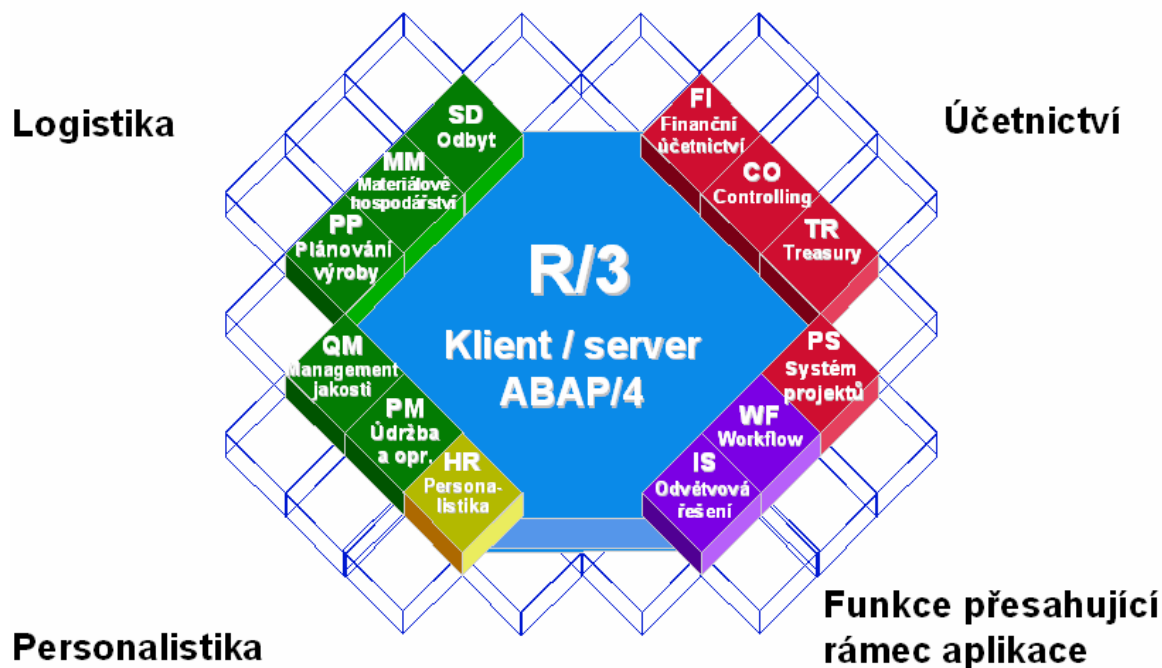 Logistika
Účetnictví
SD
Odbyt
MM
Materiálové
hospodářství
PP
Plánování
výroby
FI
Finanční
účetnictví
CO
Controlling
TR
Treasury
R/3
Klient / server
ABAP/4
QM
Management
jakosti
PM
Údržba
a opr.
HR
Persona-
listika
PS
Systém
projektů
WF
Workflow
IS
Odvětvová
řešení
Personalistika
Funkce přesahující
rámec aplikace